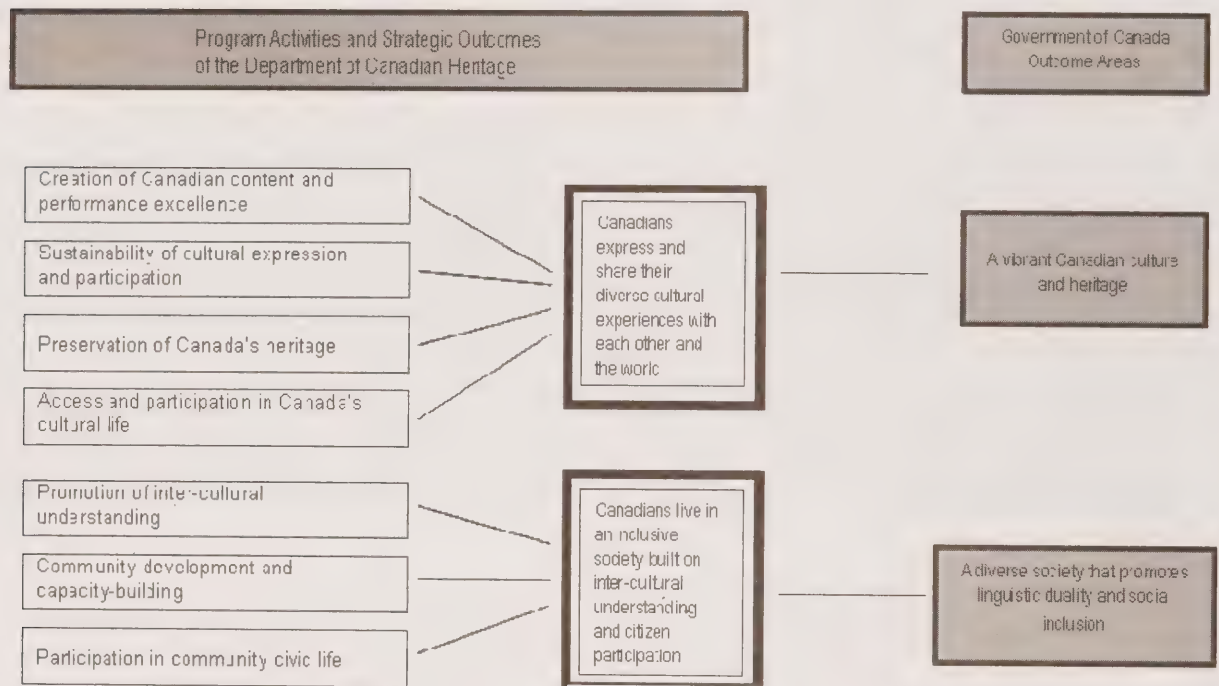 Program Activities and Strategic Outcomes
of the Department of Canadian Heritage
Government of Canada
Outcome Areas
Creation of Canadian content and
performance excellence
Sustainability of cultural expression
and participation
Preservation of Canada's heritage
Access and participation in Canada's
cultural life
Canadians
express and
share their
diverse cultural
experiences with
each other and
the world
A vibrant Canadian culture
and heritage
Promotion of inter-cultural
understanding
Community development and
capacity-building
Participation in community civic life
Canadians live in
an inclusive
society built on
inter-cultural
understanding
and citizen
participation
A diverse society that promotes
linguistic duality and social
inclusion